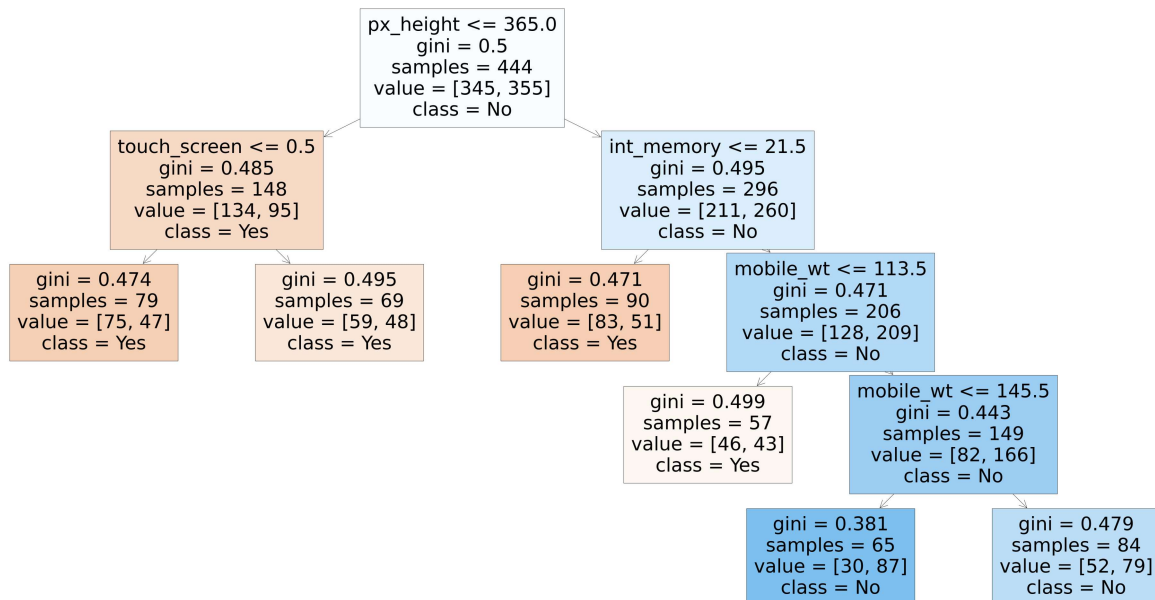 px_height <= 365.0
gini = 0.5
samples = 444
value = [345, 355]
class = No
touch_screen <= 0.5
gini = 0.485
samples = 148
value = [134, 95]
class = Yes
int_memory <= 21.5
gini = 0.495
samples = 296
value = [211, 260]
class = No
gini = 0.474
samples = 79
value = [75, 47]
class = Yes
gini = 0.495
samples = 69
value = [59, 48]
class = Yes
gini = 0.471
samples = 90
value = [83, 51]
class = Yes
mobile_wt <= 113.5
gini = 0.471
samples = 206
value = [128, 209]
class = No
gini = 0.499
samples = 57
value = [46, 43]
class = Yes
mobile_wt <= 145.5
gini = 0.443
samples = 149
value = [82, 166]
class = No
gini = 0.381
samples = 65
value = [30, 87]
class = No
gini = 0.479
samples = 84
value = [52, 79]
class = No